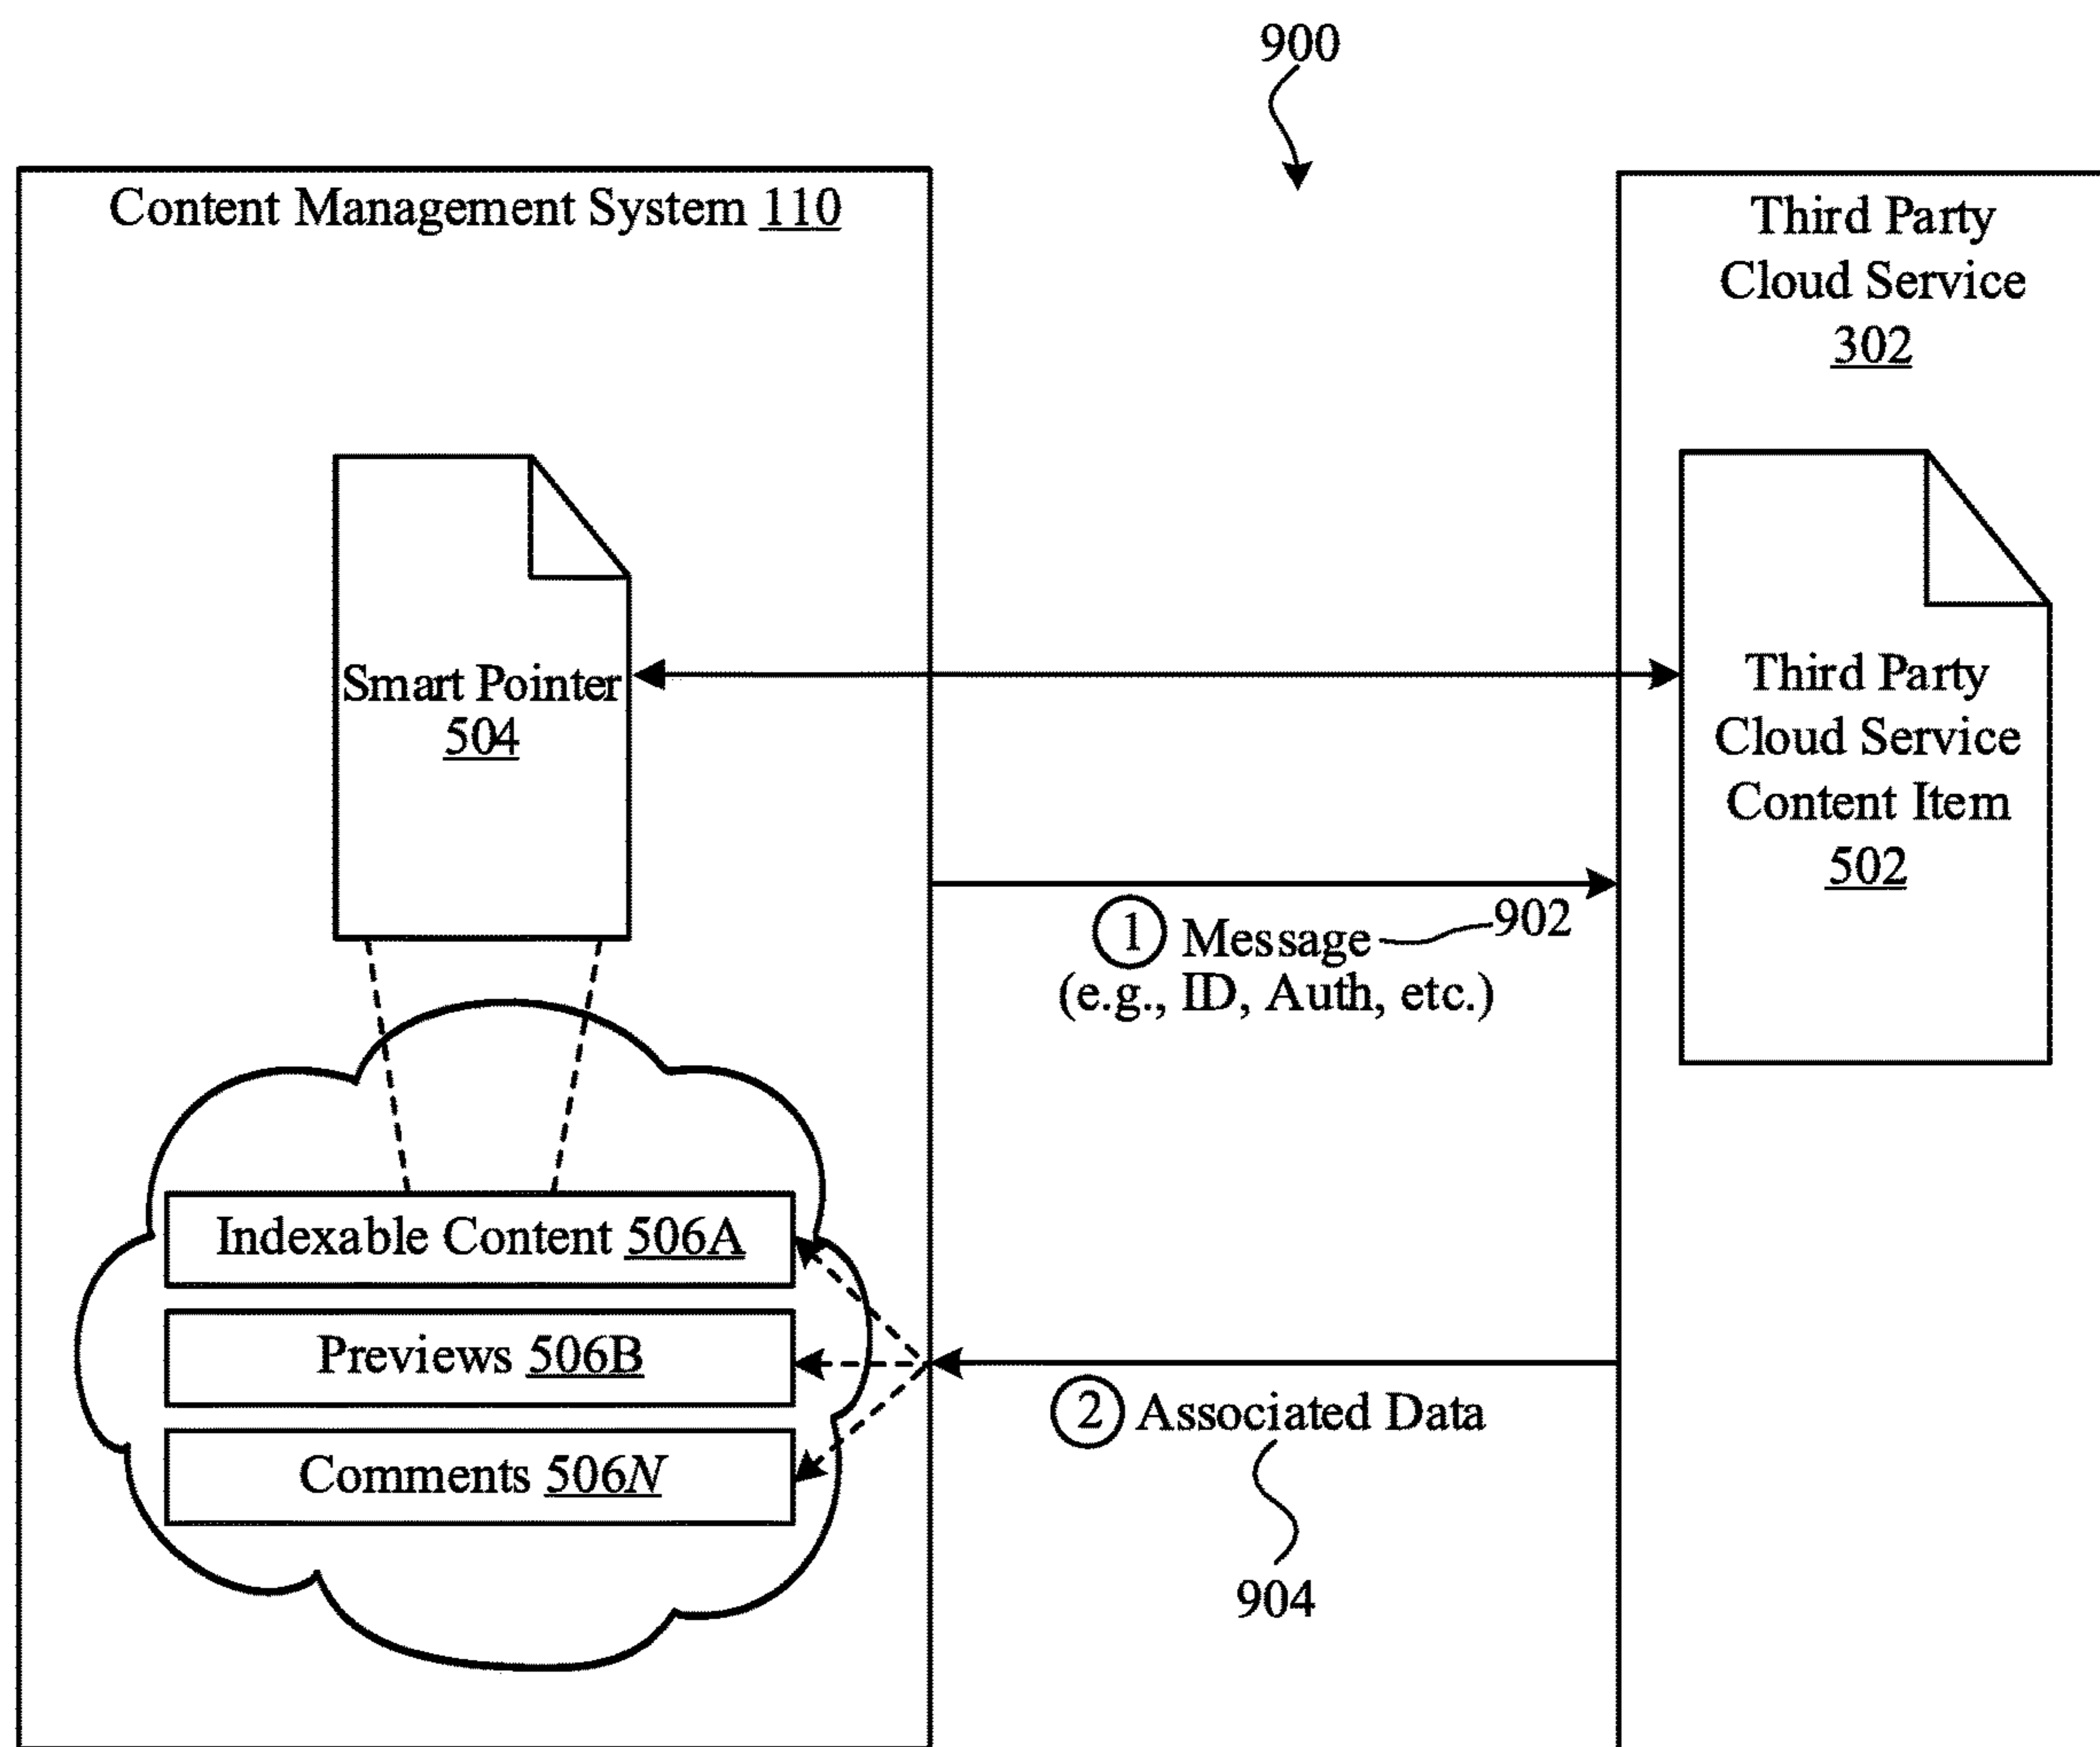 900
Content Management System 110
Third Party
Cloud Service
302
Smart Pointer
504
Third Party
Cloud Service
Content Item
502
1 Message 902
(e.g., ID, Auth, etc.)
Indexable Content 506A
Previews 506B
Comments 506N
2 Associated Data
904